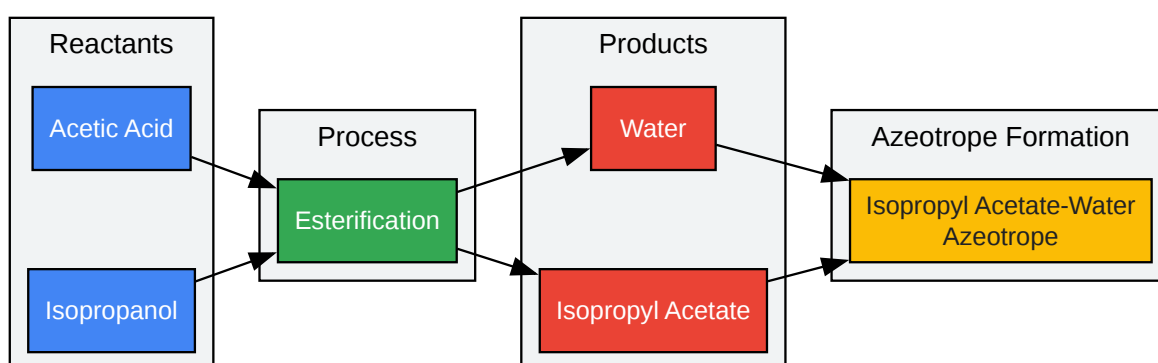 Reactants
Acetic Acid
Isopropanol
Process
Esterification
Products
Water
Isopropyl Acetate
Azeotrope Formation
Isopropyl Acetate-Water
Azeotrope